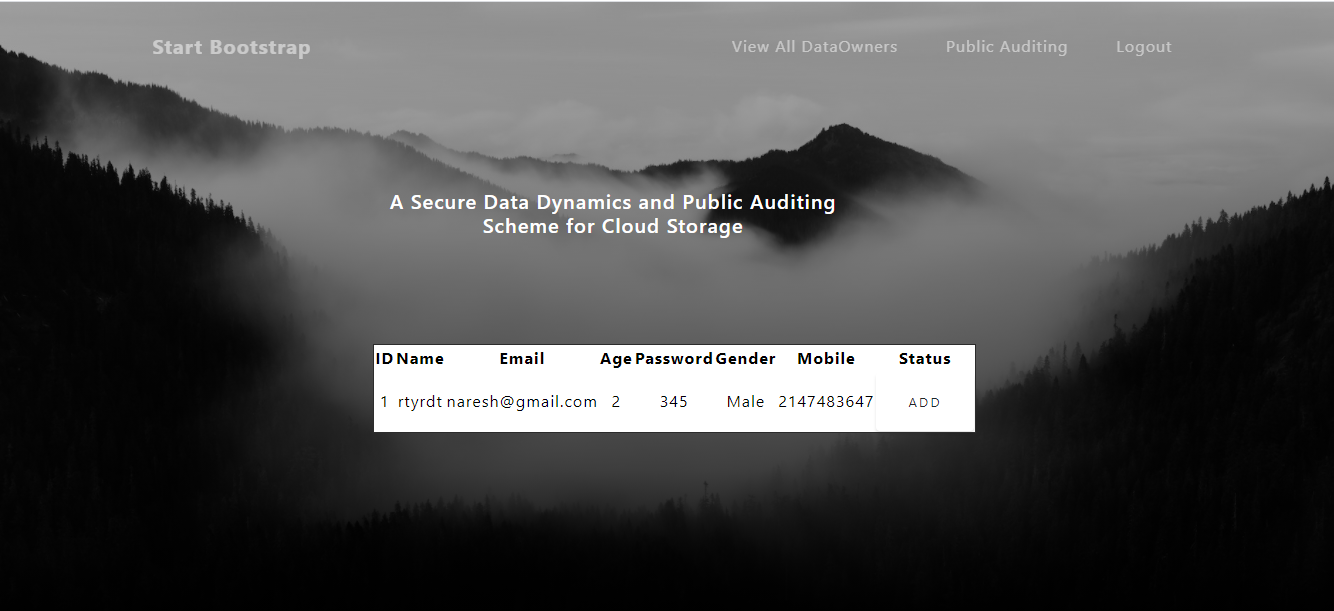 Start Bootstrap View All DataOwners Public Auditing Logout
A Secure Data Dynamics and Public Auditing
Scheme for Cloud Storage
ID Name Email Age Password Gender Mobile Status
1 rtyrdt naresh@gmail.com 2 345 Male 2147483647 ADD